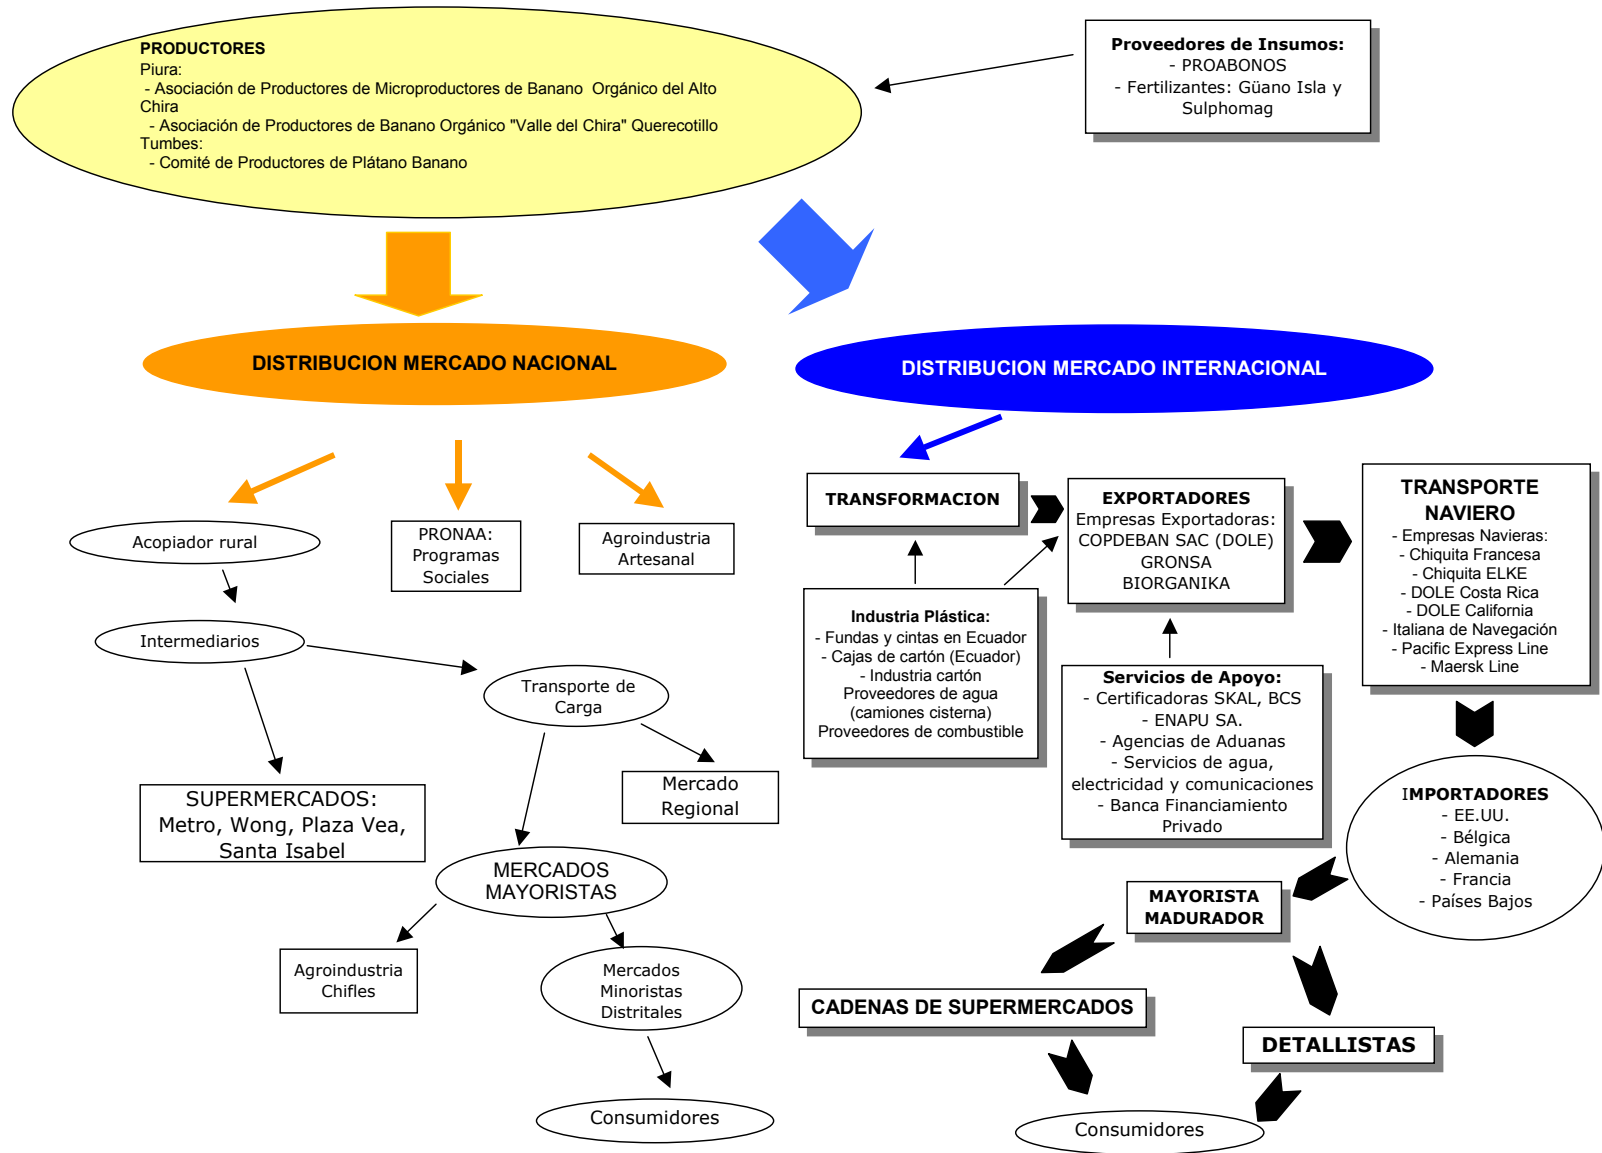 PRODUCTORES
Piura:
- Asociación de Productores de Microproductores de Banano Orgánico del Alto
Chira
- Asociación de Productores de Banano Orgánico "Valle del Chira" Querecotillo
Tumbes:
- Comité de Productores de Plátano Banano
Proveedores de Insumos:
- PROABONOS
- Fertilizantes: Güano Isla y
Sulphomag
DISTRIBUCION MERCADO NACIONAL
DISTRIBUCION MERCADO INTERNACIONAL
Acopiador rural
PRONAA:
Programas
Sociales
Agroindustria
Artesanal
Intermediarios
Transporte de
Carga
SUPERMERCADOS:
Metro, Wong, Plaza Vea,
Santa Isabel
Mercado
Regional
MERCADOS
MAYORISTAS
Agroindustria
Chifles
Mercados
Minoristas
Distritales
Consumidores
TRANSFORMACION
EXPORTADORES
Empresas Exportadoras:
COPDEBAN SAC (DOLE)
GRONSA
BIORGANIKA
TRANSPORTE
NAVIERO
- Empresas Navieras:
- Chiquita Francesa
- Chiquita ELKE
- DOLE Costa Rica
- DOLE California
- Italiana de Navegación
- Pacific Express Line
- Maersk Line
Industria Plástica:
- Fundas y cintas en Ecuador
- Cajas de cartón (Ecuador)
- Industria cartón
Proveedores de agua
(camiones cisterna)
Proveedores de combustible
Servicios de Apoyo:
- Certificadoras SKAL, BCS
- ENAPU SA.
- Agencias de Aduanas
- Servicios de agua,
electricidad y comunicaciones
- Banca Financiamiento
Privado
IMPORTADORES
- EE.UU.
- Bélgica
- Alemania
- Francia
- Países Bajos
MAYORISTA
MADURADOR
CADENAS DE SUPERMERCADOS
DETALLISTAS
Consumidores